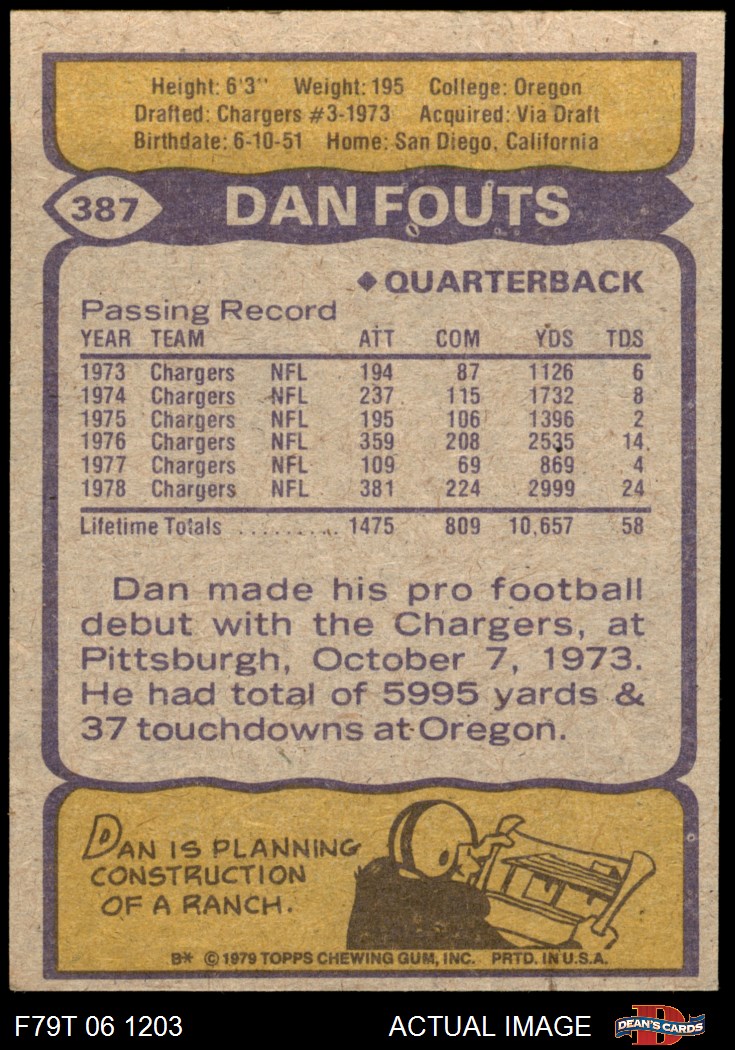 Height: 6'3" Weight: 195 College: Oregon
Drafted: Chargers #3-1973 Acquired: Via Draft
Birthdate: 6-10-51 Home: San Diego, California
387 DAN FOUTS
◆ QUARTERBACK
Passing Record
YEAR TEAM ATT COM YDS TDS
1973 Chargers NFL 194 87 1126 6
1974 Chargers NFL 237 115 1732 8
1975 Chargers NFL 195 106 1396 2
1976 Chargers NFL 359 208 2535 14
1977 Chargers NFL 109 69 869 4
1978 Chargers NFL 381 224 2999 24
Lifetime Totals .......... 1475 809 10,657 58
Dan made his pro football
debut with the Chargers, at
Pittsburgh, October 7, 1973.
He had total of 5995 yards &
37 touchdowns at Oregon.
DAN IS PLANNING
CONSTRUCTION
OF A RANCH.
B* © 1979 TOPPS CHEWING GUM, INC. PRTD. IN U.S.A.
F79T 06 1203 ACTUAL IMAGE D DEAN'S CARDS